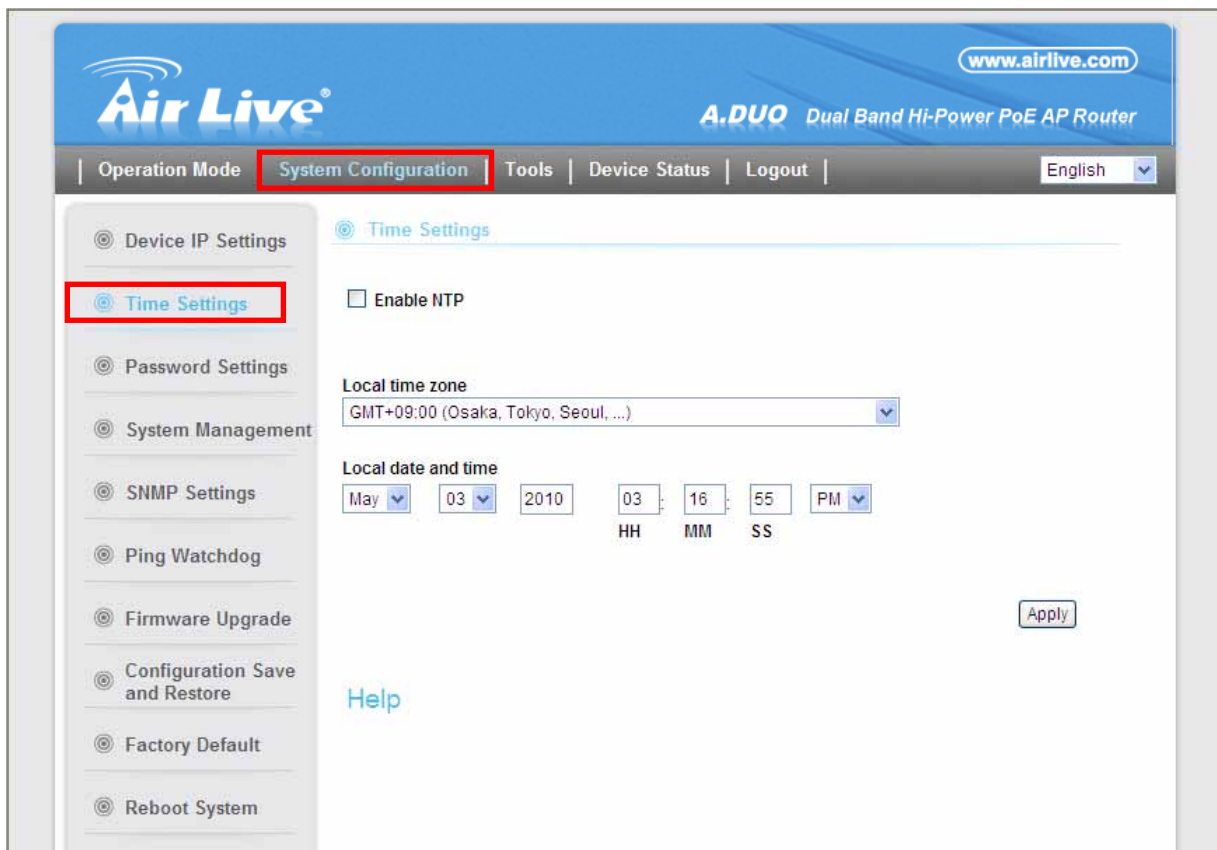 www.airlive.com
Air Live®
A.DUO Dual Band Hi-Power PoE AP Router
| Operation Mode System Configuration | Tools | Device Status | Logout | English
Device IP Settings
Time Settings
Password Settings
System Management
SNMP Settings
Ping Watchdog
Firmware Upgrade
Configuration Save
and Restore
Factory Default
Reboot System
Time Settings
Enable NTP
Local time zone
GMT+09:00 (Osaka, Tokyo, Seoul, ...)
Local date and time
May 03 2010 03 : 16 : 55 PM
HH MM SS
Apply
Help